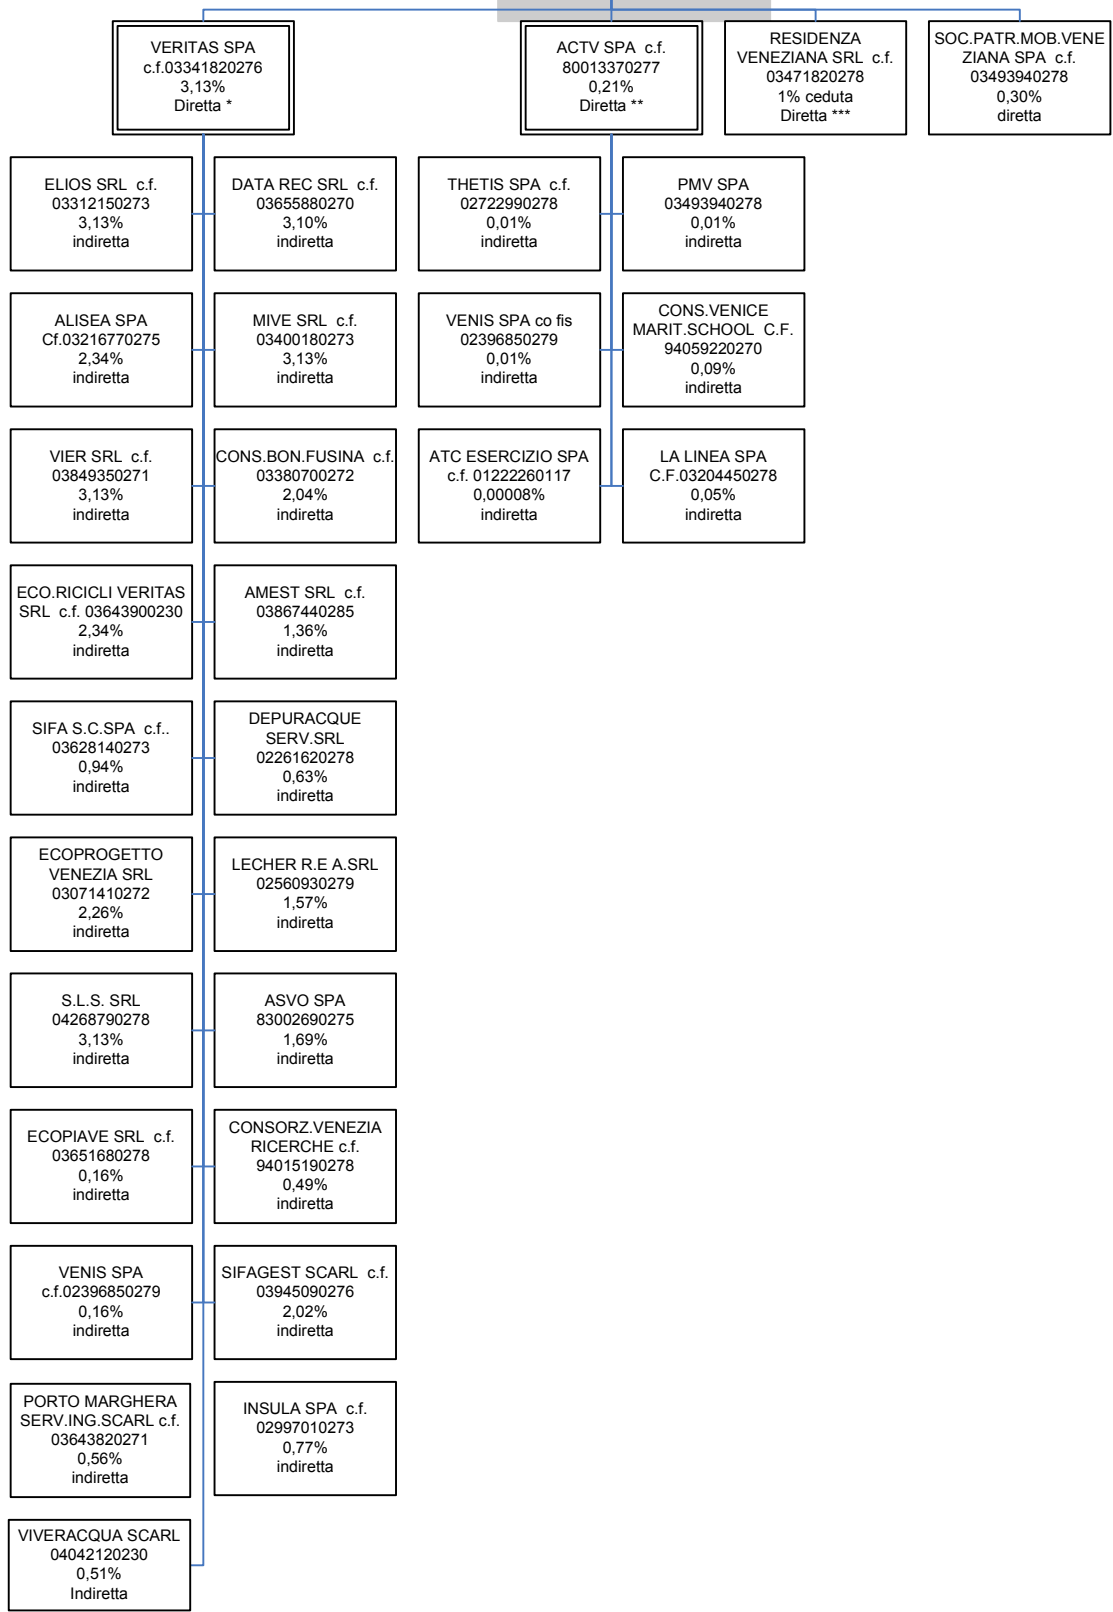 VERITAS SPA
c.f.03341820276
3,13%
Diretta *
ACTV SPA c.f.
80013370277
0,21%
Diretta **
RESIDENZA
VENEZIANA SRL c.f.
03471820278
1% ceduta
Diretta ***
SOC.PATR.MOB.VENE
ZIANA SPA c.f.
03493940278
0,30%
diretta
ELIOS SRL c.f.
03312150273
3,13%
indiretta
DATA REC SRL c.f.
03655880270
3,10%
indiretta
THETIS SPA c.f.
02722990278
0,01%
indiretta
PMV SPA
03493940278
0,01%
indiretta
ALISEA SPA
Cf.03216770275
2,34%
indiretta
MIVE SRL c.f.
03400180273
3,13%
indiretta
VENIS SPA co fis
02396850279
0,01%
indiretta
CONS.VENICE
MARIT.SCHOOL C.F.
94059220270
0,09%
indiretta
VIER SRL c.f.
03849350271
3,13%
indiretta
CONS.BON.FUSINA c.f.
03380700272
2,04%
indiretta
ATC ESERCIZIO SPA
c.f. 01222260117
0,00008%
indiretta
LA LINEA SPA
C.F.03204450278
0,05%
indiretta
ECO.RICICLI VERITAS
SRL c.f. 03643900230
2,34%
indiretta
AMEST SRL c.f.
03867440285
1,36%
indiretta
SIFA S.C.SPA c.f..
03628140273
0,94%
indiretta
DEPURACQUE
SERV.SRL
02261620278
0,63%
indiretta
ECOPROGETTO
VENEZIA SRL
03071410272
2,26%
indiretta
LECHER R.E A.SRL
02560930279
1,57%
indiretta
S.L.S. SRL
04268790278
3,13%
indiretta
ASVO SPA
83002690275
1,69%
indiretta
ECOPIAVE SRL c.f.
03651680278
0,16%
indiretta
CONSORZ.VENEZIA
RICERCHE c.f.
94015190278
0,49%
indiretta
VENIS SPA
c.f.02396850279
0,16%
indiretta
SIFAGEST SCARL c.f.
03945090276
2,02%
indiretta
PORTO MARGHERA
SERV.ING.SCARL c.f.
03643820271
0,56%
indiretta
INSULA SPA c.f.
02997010273
0,77%
indiretta
VIVERACQUA SCARL
04042120230
0,51%
Indiretta